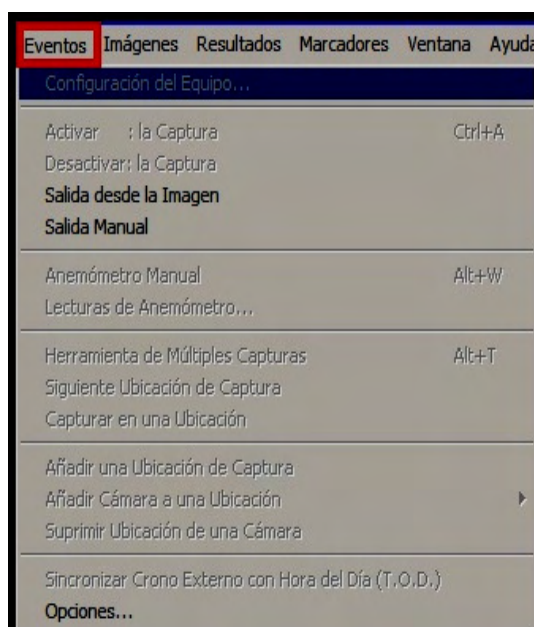 Eventos Imágenes Resultados Marcadores Ventana Ayuda
Configuración del Equipo...
Activar : la Captura Ctrl+A
Desactivar: la Captura
Salida desde la Imagen
Salida Manual
Anemómetro Manual Alt+W
Lecturas de Anemómetro...
Herramienta de Múltiples Capturas Alt+T
Siguiente Ubicación de Captura
Capturar en una Ubicación
Añadir una Ubicación de Captura
Añadir Cámara a una Ubicación
Suprimir Ubicación de una Cámara
Sincronizar Crono Externo con Hora del Día (T.O.D.)
Opciones...